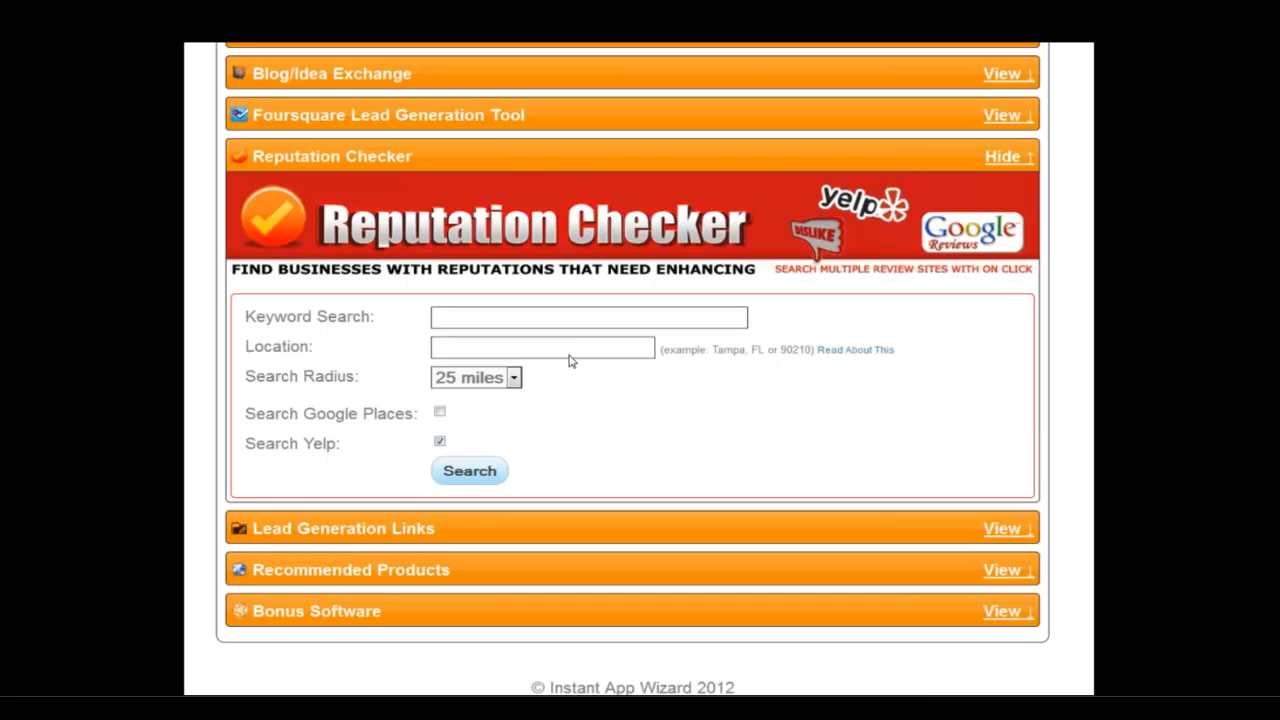 Blog/Idea Exchange View ↓
Foursquare Lead Generation Tool View ↓
Reputation Checker Hide ↑
Reputation Checker
yelp
DISLIKE
Google
Reviews
FIND BUSINESSES WITH REPUTATIONS THAT NEED ENHANCING
SEARCH MULTIPLE REVIEW SITES WITH ON CLICK
Keyword Search:
Location: (example: Tampa, FL or 90210) Read About This
Search Radius: 25 miles
Search Google Places:
Search Yelp:
Search
Lead Generation Links View ↓
Recommended Products View ↓
Bonus Software View ↓
© Instant App Wizard 2012